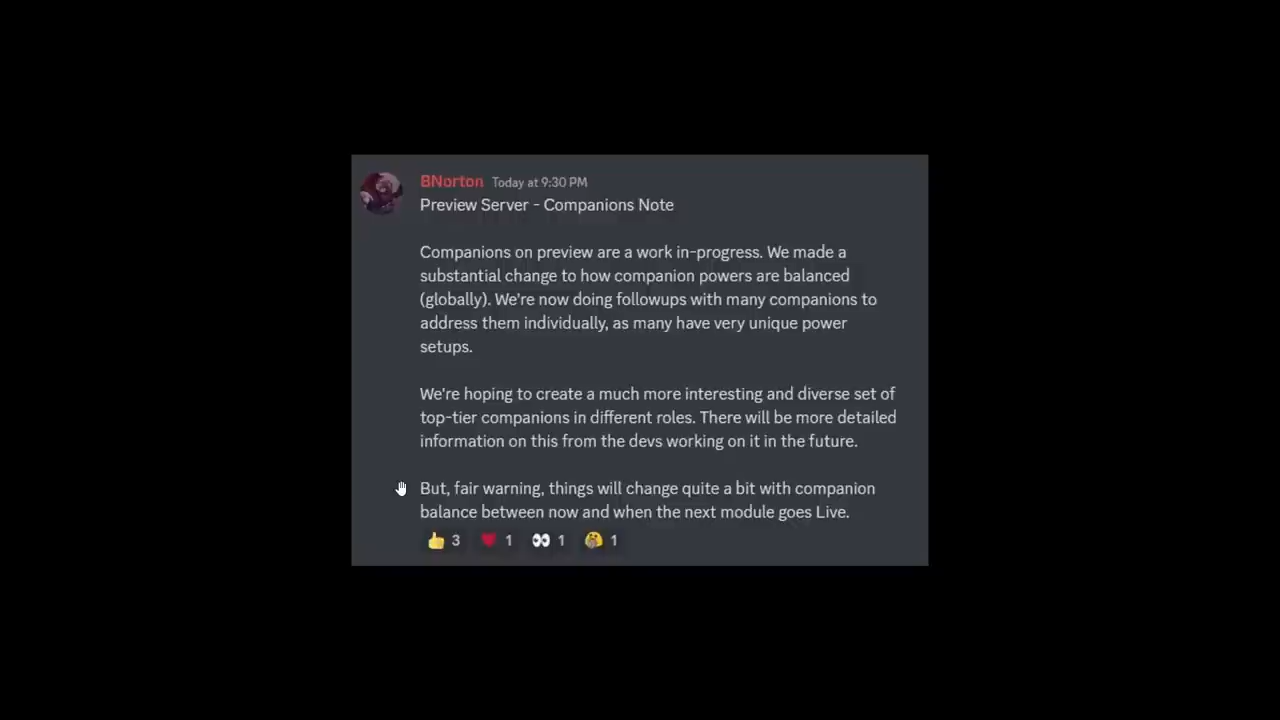 BNorton Today at 9:30 PM
Preview Server - Companions Note
Companions on preview are a work in-progress. We made a
substantial change to how companion powers are balanced
(globally). We're now doing followups with many companions to
address them individually, as many have very unique power
setups.
We're hoping to create a much more interesting and diverse set of
top-tier companions in different roles. There will be more detailed
information on this from the devs working on it in the future.
But, fair warning, things will change quite a bit with companion
balance between now and when the next module goes Live.
👍 3 ❤️ 1 👀 1 🤔 1